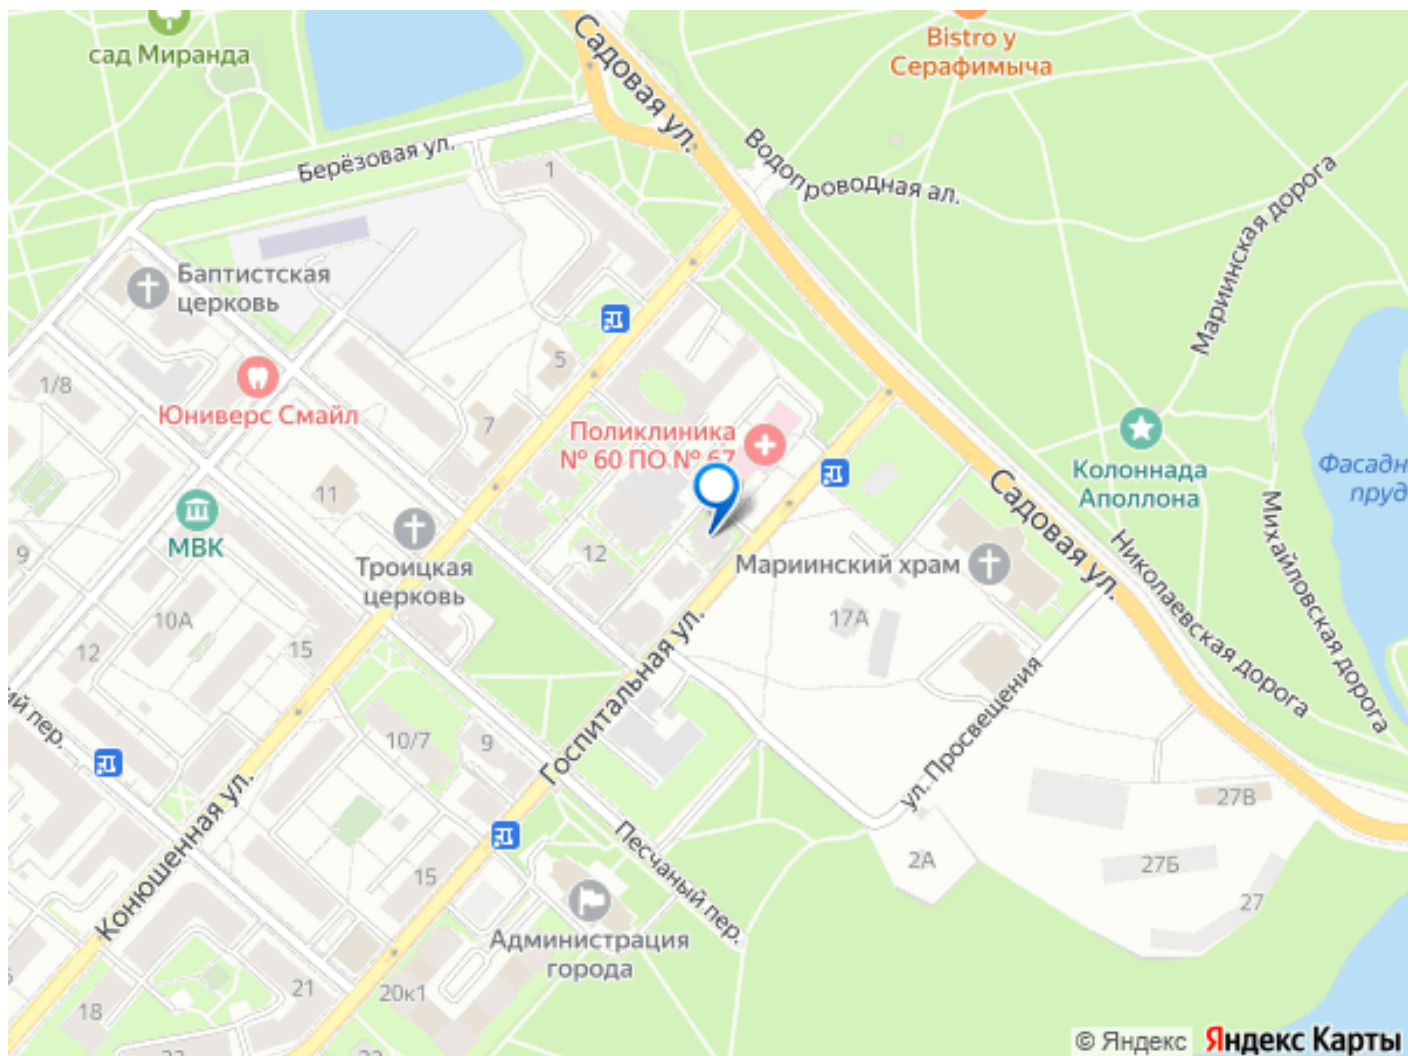 сад Миранда
Bistro у
Серафимыча
Садовая ул.
Берёзовая ул.
1
Водопроводная ал.
Мариинская дорога
Баптистская
церковь
1/8
5
Юниверс Смайл
7
Поликлиника
№ 60 ПО № 67
Колоннада
Аполлона
Фасадн
пруд
11
МВК
9
Троицкая
церковь
12
Мариинский храм
Садовая ул.
Николаевская дорога
Михайловская дорога
10А
12
15
17А
ий пер.
Госпитальная ул.
ул. Просвещения
10/7
9
Конюшенная ул.
27В
Песчаный пер.
2А
27Б
15
27
Администрация
города
18
21
20к1
© Яндекс Яндекс Карты